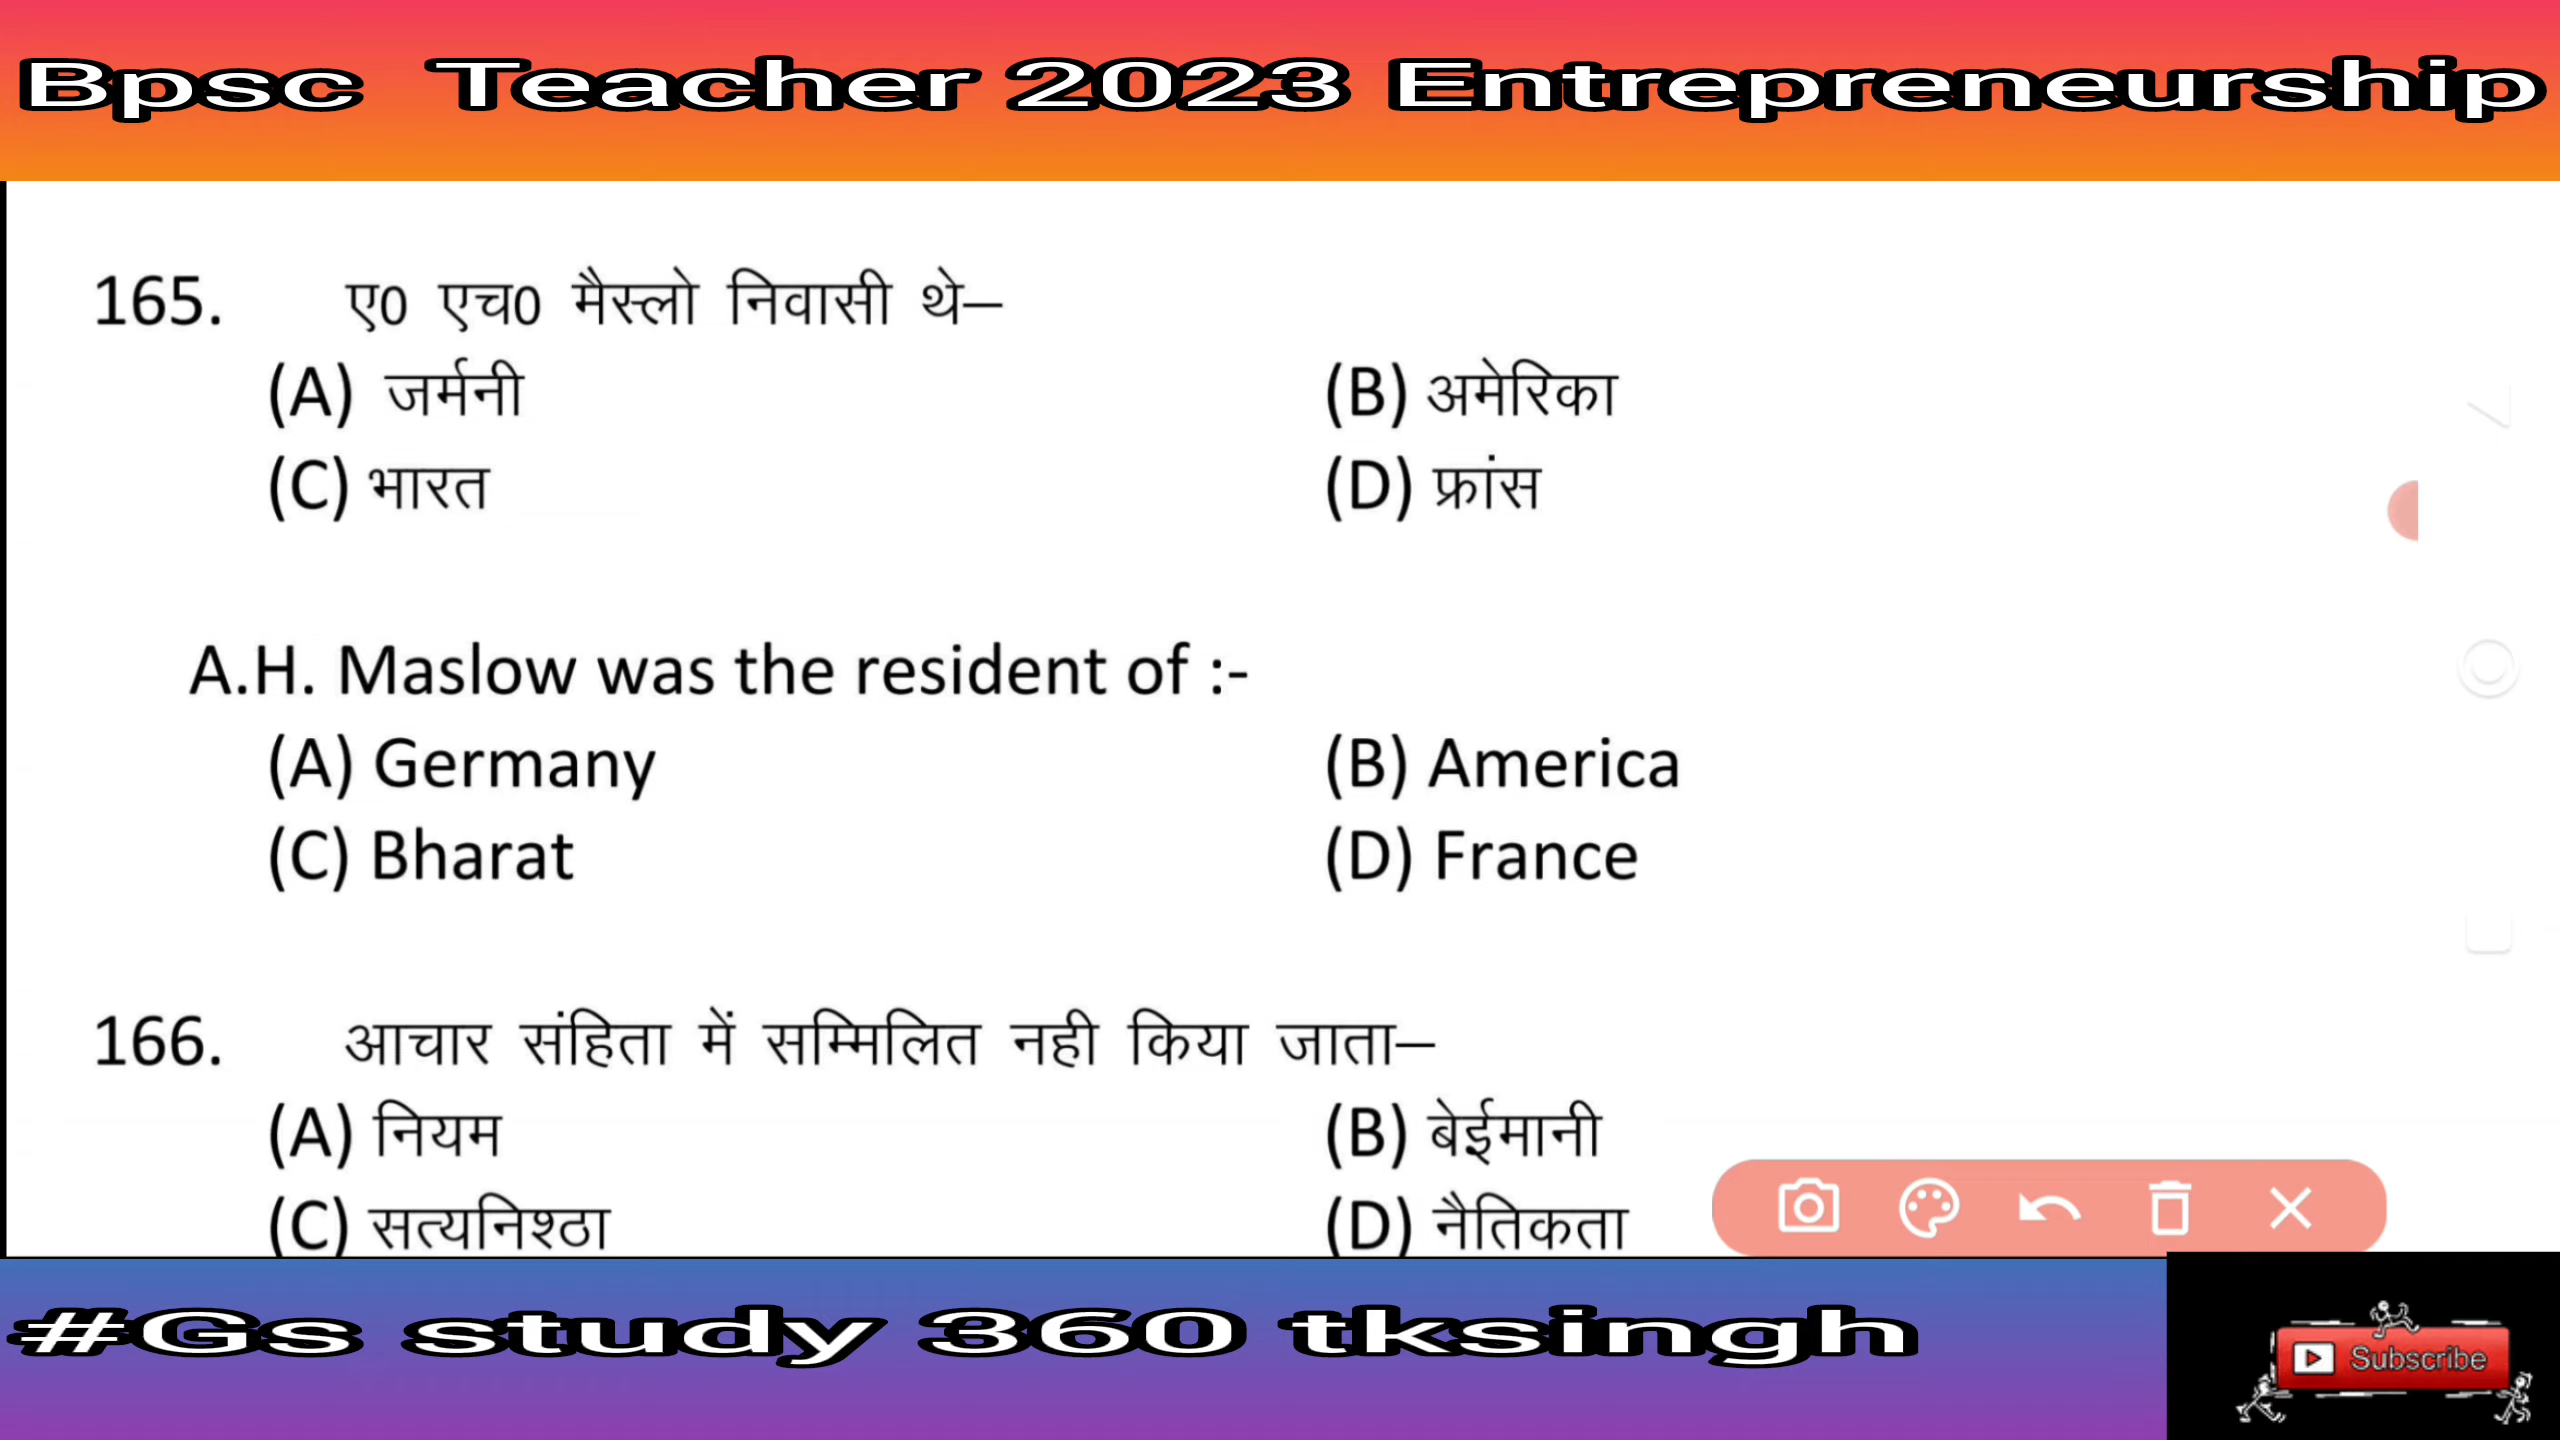 Bpsc Teacher 2023 Entrepreneurship
165. ए0 एच0 मैस्लो निवासी थे–
(A) जर्मनी (B) अमेरिका
(C) भारत (D) फ्रांस
A.H. Maslow was the resident of :-
(A) Germany (B) America
(C) Bharat (D) France
166. आचार संहिता में सम्मिलित नही किया जाता–
(A) नियम (B) बेईमानी
(C) सत्यनिश्ठा (D) नैतिकता
#Gs study 360 tksingh
Subscribe